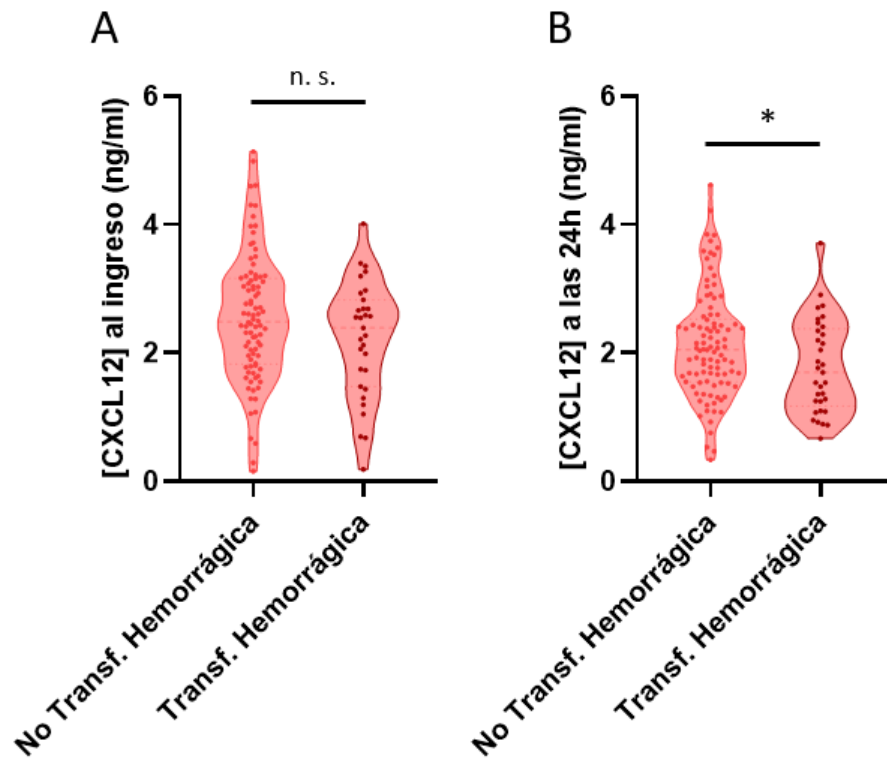 A
n. s.
[CXCL12] al ingreso (ng/ml)
6
4
2
0
No Transf. Hemorrágica
Transf. Hemorrágica
B
*
[CXCL12] a las 24h (ng/ml)
6
4
2
0
No Transf. Hemorrágica
Transf. Hemorrágica